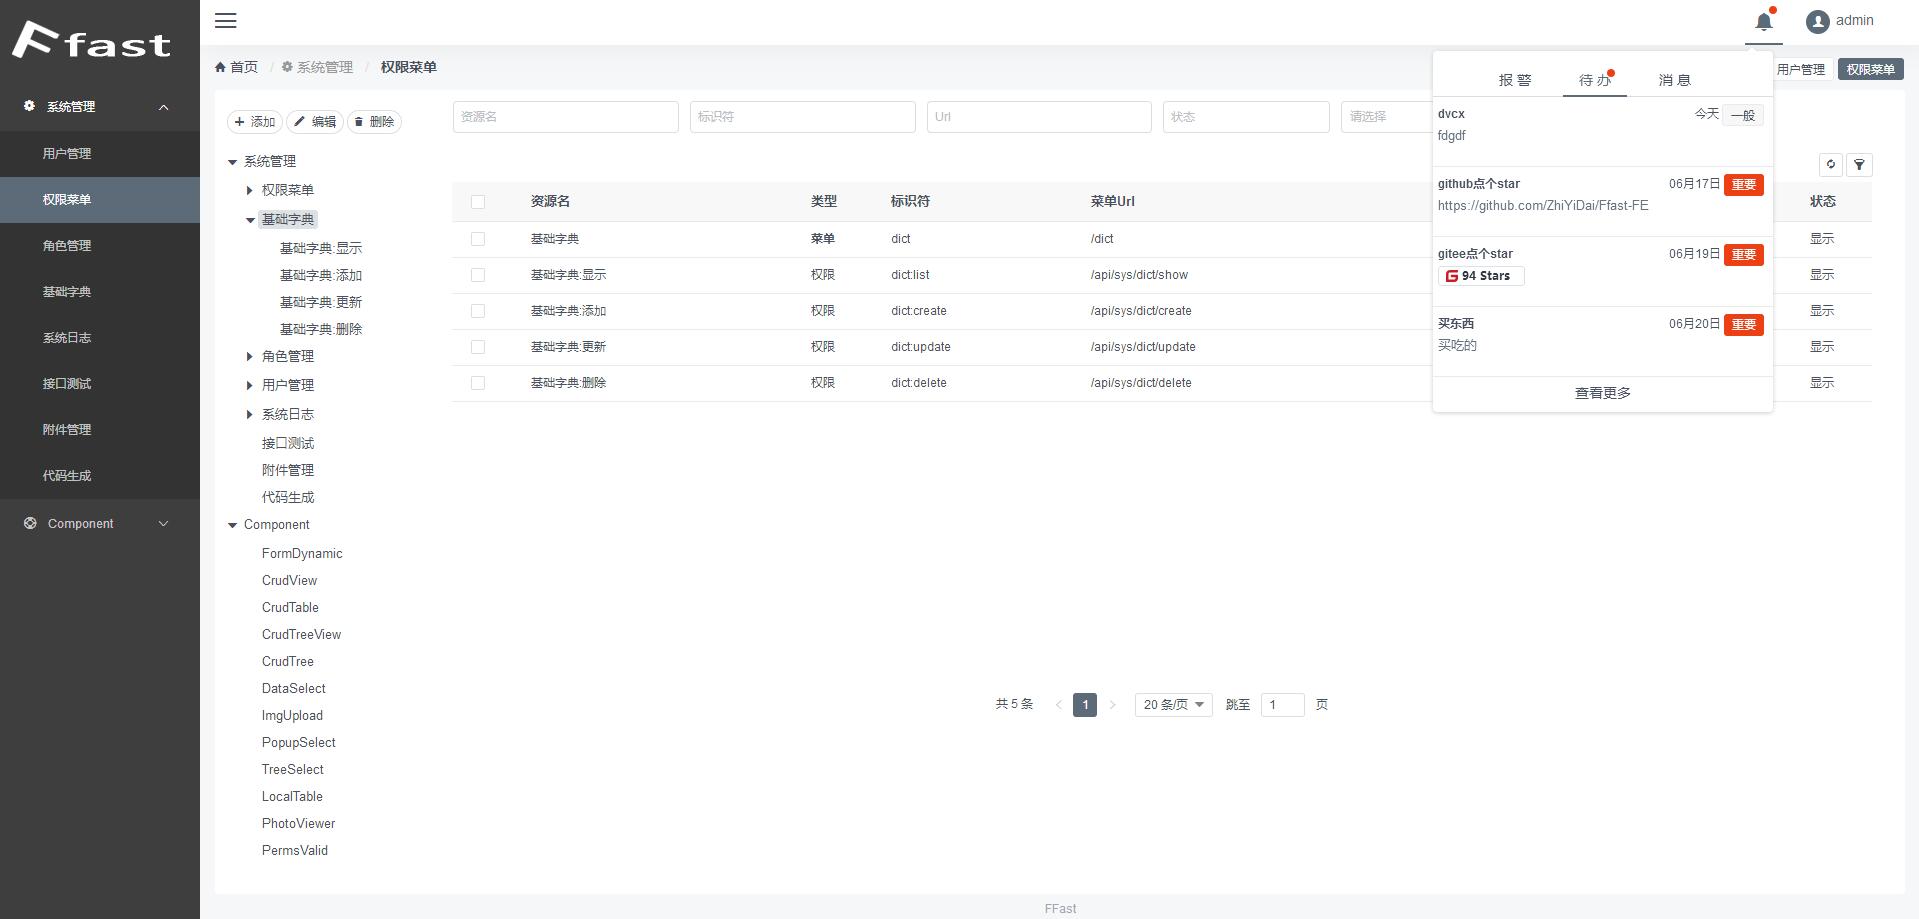 Ffast
admin
首页 / 系统管理 / 权限菜单
用户管理
权限菜单
系统管理
用户管理
权限菜单
角色管理
基础字典
系统日志
接口测试
附件管理
代码生成
Component
添加 编辑 删除
系统管理
权限菜单
基础字典
基础字典:显示
基础字典:添加
基础字典:更新
基础字典:删除
角色管理
用户管理
系统日志
接口测试
附件管理
代码生成
Component
FormDynamic
CrudView
CrudTable
CrudTreeView
CrudTree
DataSelect
ImgUpload
PopupSelect
TreeSelect
LocalTable
PhotoViewer
PermsValid
资源名 标识符 Url 状态 请选择
资源名 类型 标识符 菜单Url 状态
基础字典 菜单 dict /dict 显示
基础字典:显示 权限 dict:list /api/sys/dict/show 显示
基础字典:添加 权限 dict:create /api/sys/dict/create 显示
基础字典:更新 权限 dict:update /api/sys/dict/update 显示
基础字典:删除 权限 dict:delete /api/sys/dict/delete 显示
共 5 条 1 20 条/页 跳至 1 页
报警 待办 消息
dvcx 今天 一般
fdgdf
github点个star 06月17日 重要
https://github.com/ZhiYiDai/Ffast-FE
gitee点个star 06月19日 重要
94 Stars
买东西 06月20日 重要
买吃的
查看更多
FFast